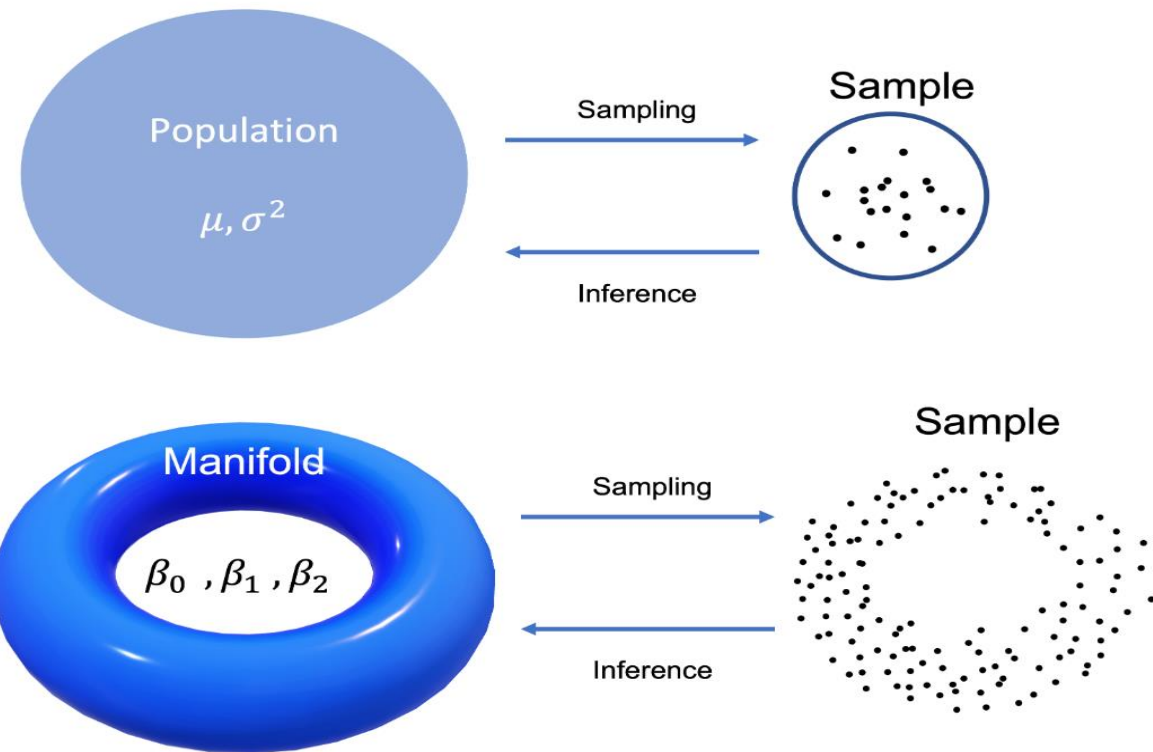 Sample
Sampling
Population
μ, σ²
Inference
Sample
Manifold
Sampling
β₀ , β₁ , β₂
Inference